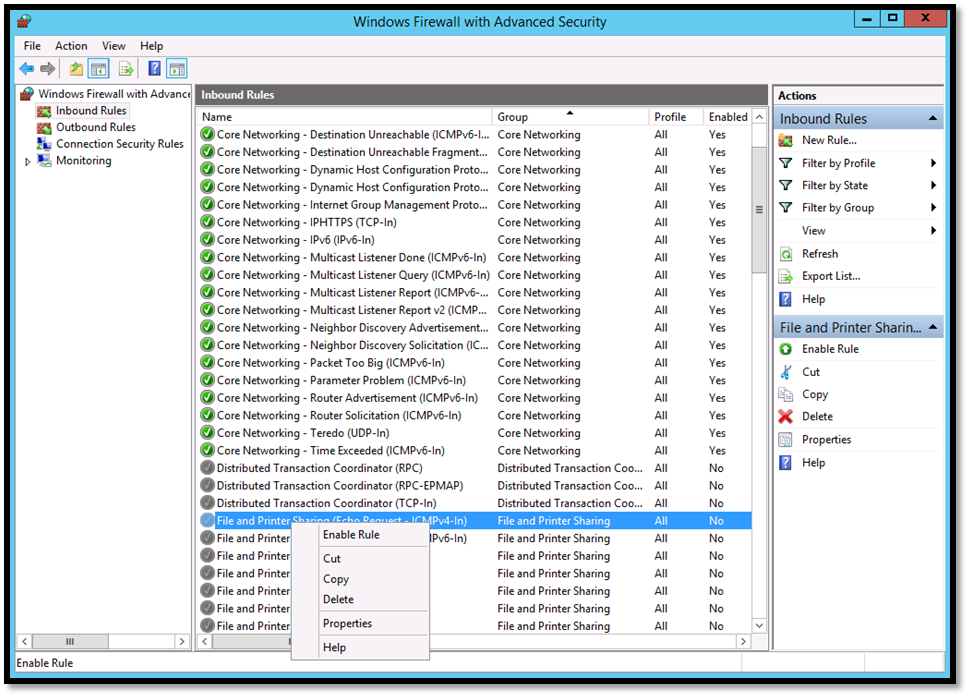 Windows Firewall with Advanced Security
File Action View Help
Windows Firewall with Advance
Inbound Rules
Outbound Rules
Connection Security Rules
Monitoring
Inbound Rules
Name Group Profile Enabled
Core Networking - Destination Unreachable (ICMPv6-I... Core Networking All Yes
Core Networking - Destination Unreachable Fragment... Core Networking All Yes
Core Networking - Dynamic Host Configuration Proto... Core Networking All Yes
Core Networking - Dynamic Host Configuration Proto... Core Networking All Yes
Core Networking - Internet Group Management Proto... Core Networking All Yes
Core Networking - IPHTTPS (TCP-In) Core Networking All Yes
Core Networking - IPv6 (IPv6-In) Core Networking All Yes
Core Networking - Multicast Listener Done (ICMPv6-In) Core Networking All Yes
Core Networking - Multicast Listener Query (ICMPv6-In) Core Networking All Yes
Core Networking - Multicast Listener Report (ICMPv6-... Core Networking All Yes
Core Networking - Multicast Listener Report v2 (ICMP... Core Networking All Yes
Core Networking - Neighbor Discovery Advertisement... Core Networking All Yes
Core Networking - Neighbor Discovery Solicitation (IC... Core Networking All Yes
Core Networking - Packet Too Big (ICMPv6-In) Core Networking All Yes
Core Networking - Parameter Problem (ICMPv6-In) Core Networking All Yes
Core Networking - Router Advertisement (ICMPv6-In) Core Networking All Yes
Core Networking - Router Solicitation (ICMPv6-In) Core Networking All Yes
Core Networking - Teredo (UDP-In) Core Networking All Yes
Core Networking - Time Exceeded (ICMPv6-In) Core Networking All Yes
Distributed Transaction Coordinator (RPC) Distributed Transaction Coo... All No
Distributed Transaction Coordinator (RPC-EPMAP) Distributed Transaction Coo... All No
Distributed Transaction Coordinator (TCP-In) Distributed Transaction Coo... All No
File and Printer Sharing (Echo Request - ICMPv4-In) File and Printer Sharing All No
File and Printer Pv6-In) File and Printer Sharing All No
File and Printer File and Printer Sharing All No
File and Printer File and Printer Sharing All No
File and Printer File and Printer Sharing All No
File and Printer File and Printer Sharing All No
File and Printer File and Printer Sharing All No
Enable Rule
Cut
Copy
Delete
Properties
Help
Actions
Inbound Rules
New Rule...
Filter by Profile
Filter by State
Filter by Group
View
Refresh
Export List...
Help
File and Printer Sharin...
Enable Rule
Cut
Copy
Delete
Properties
Help
Enable Rule